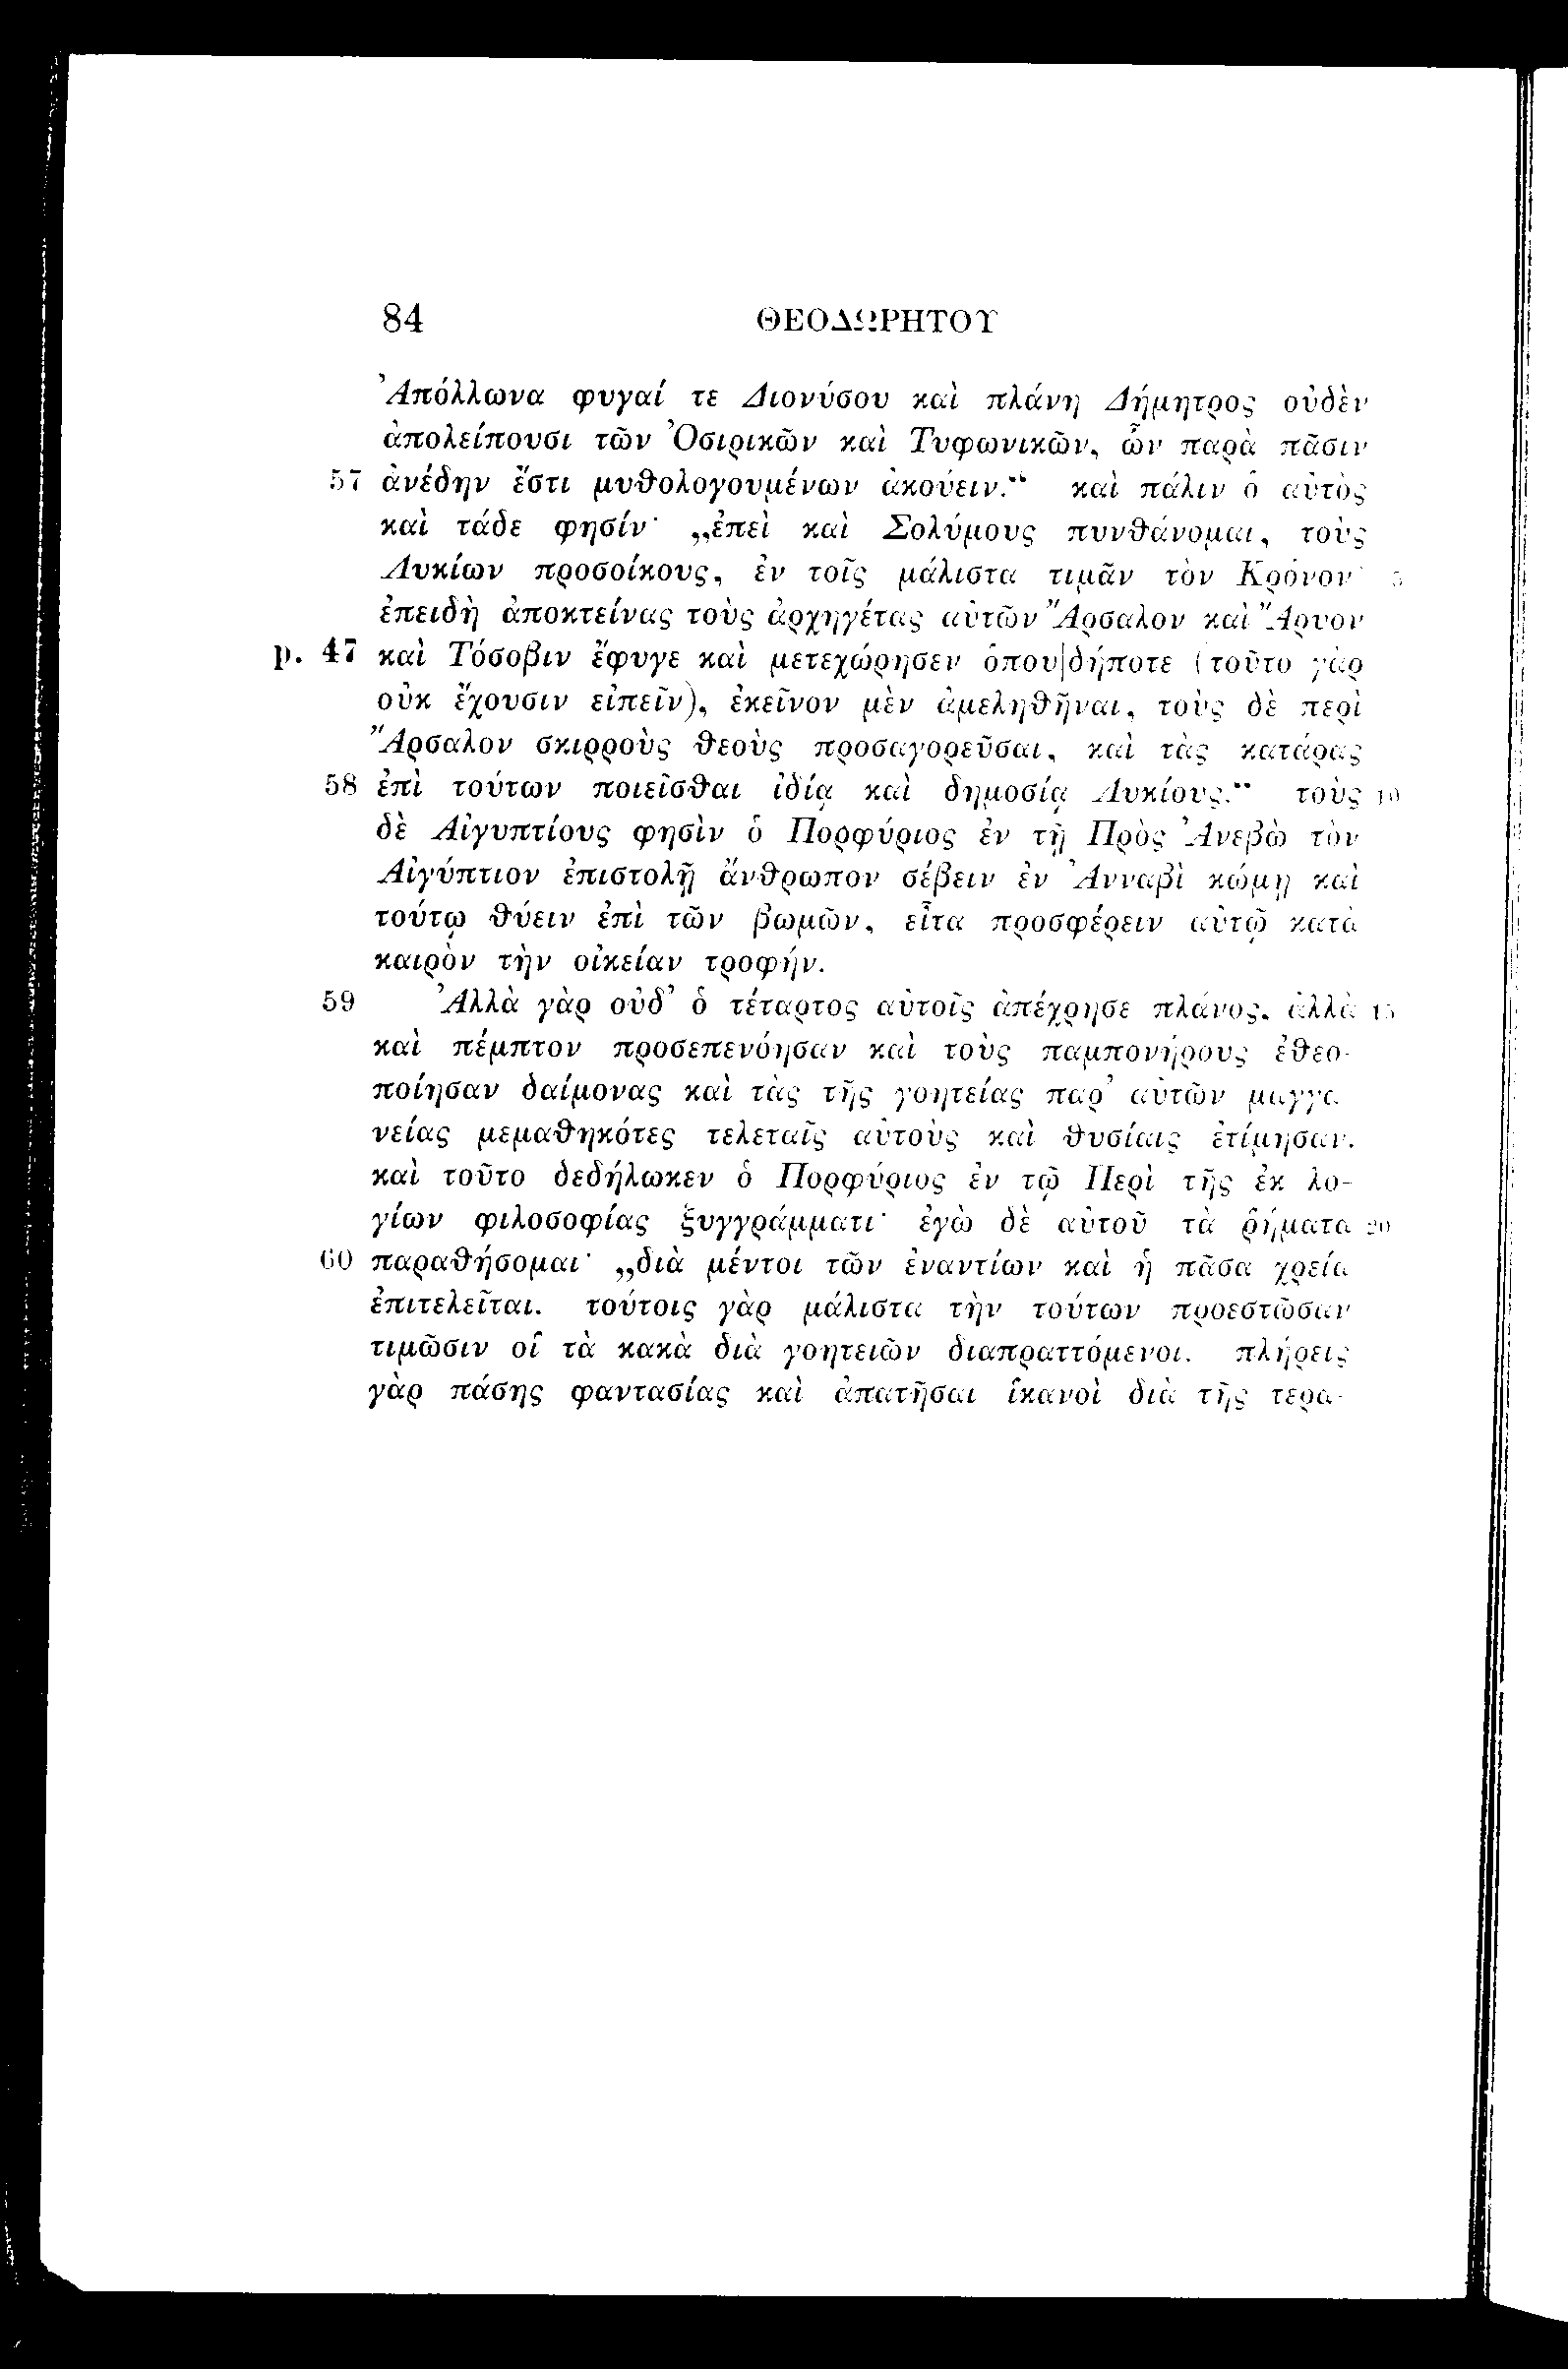 84 ΘΕΟΔΩΡΗΤΟΥ
Ἀπόλλωνα φυγαί τε Διονύσου καὶ πλάνη Δήμητρος οὐδὲν
ἀπολείπουσι τῶν Ὀσιρικῶν καὶ Τυφωνικῶν, ὧν παρὰ πᾶσιν
57 ἀνέδην ἔστι μυθολογουμένων ἀκούειν.“ καὶ πάλιν ὁ αὐτὸς
καὶ τάδε φησίν· „ἐπεὶ καὶ Σολύμους πυνθάνομαι, τοὺς
Λυκίων προσοίκους, ἐν τοῖς μάλιστα τιμᾶν τὸν Κρόνον· 5
ἐπειδὴ ἀποκτείνας τοὺς ἀρχηγέτας αὐτῶν Ἄρσαλον καὶ Ἄρυον
p. 47 καὶ Τόσοβιν ἔφυγε καὶ μετεχώρησεν ὁπου|δήποτε (τοῦτο γὰρ
οὐκ ἔχουσιν εἰπεῖν), ἐκεῖνον μὲν ἀμεληθῆναι, τοὺς δὲ περὶ
Ἄρσαλον σκιρροὺς θεοὺς προσαγορεῦσαι, καὶ τὰς κατάρας
58 ἐπὶ τούτων ποιεῖσθαι ἰδίᾳ καὶ δημοσίᾳ Λυκίους.“ τοὺς 10
δὲ Αἰγυπτίους φησὶν ὁ Πορφύριος ἐν τῇ Πρὸς Ἀνεβὼ τὸν
Αἰγύπτιον ἐπιστολῇ ἄνθρωπον σέβειν ἐν Ἀνναβὶ κώμῃ καὶ
τούτῳ θύειν ἐπὶ τῶν βωμῶν, εἶτα προσφέρειν αὐτῷ κατὰ
καιρὸν τὴν οἰκείαν τροφήν.
59 Ἀλλὰ γὰρ οὐδ’ ὁ τέταρτος αὐτοῖς ἀπέχρησε πλάνος, ἀλλὰ 15
καὶ πέμπτον προσεπενόησαν καὶ τοὺς παμπονήρους ἐθεο-
ποίησαν δαίμονας καὶ τὰς τῆς γοητείας παρ’ αὐτῶν μαγγα-
νείας μεμαθηκότες τελεταῖς αὐτοὺς καὶ θυσίαις ἐτίμησαν.
καὶ τοῦτο δεδήλωκεν ὁ Πορφύριος ἐν τῷ Περὶ τῆς ἐκ λο-
γίων φιλοσοφίας ξυγγράμματι· ἐγὼ δὲ αὐτοῦ τὰ ῥήματα 20
60 παραθήσομαι· „διὰ μέντοι τῶν ἐναντίων καὶ ἡ πᾶσα χρεία
ἐπιτελεῖται. τούτοις γὰρ μάλιστα τὴν τούτων προεστῶσαν
τιμῶσιν οἱ τὰ κακὰ διὰ γοητειῶν διαπραττόμενοι. πλήρεις
γὰρ πάσης φαντασίας καὶ ἀπατῆσαι ἱκανοὶ διὰ τῆς τερα-